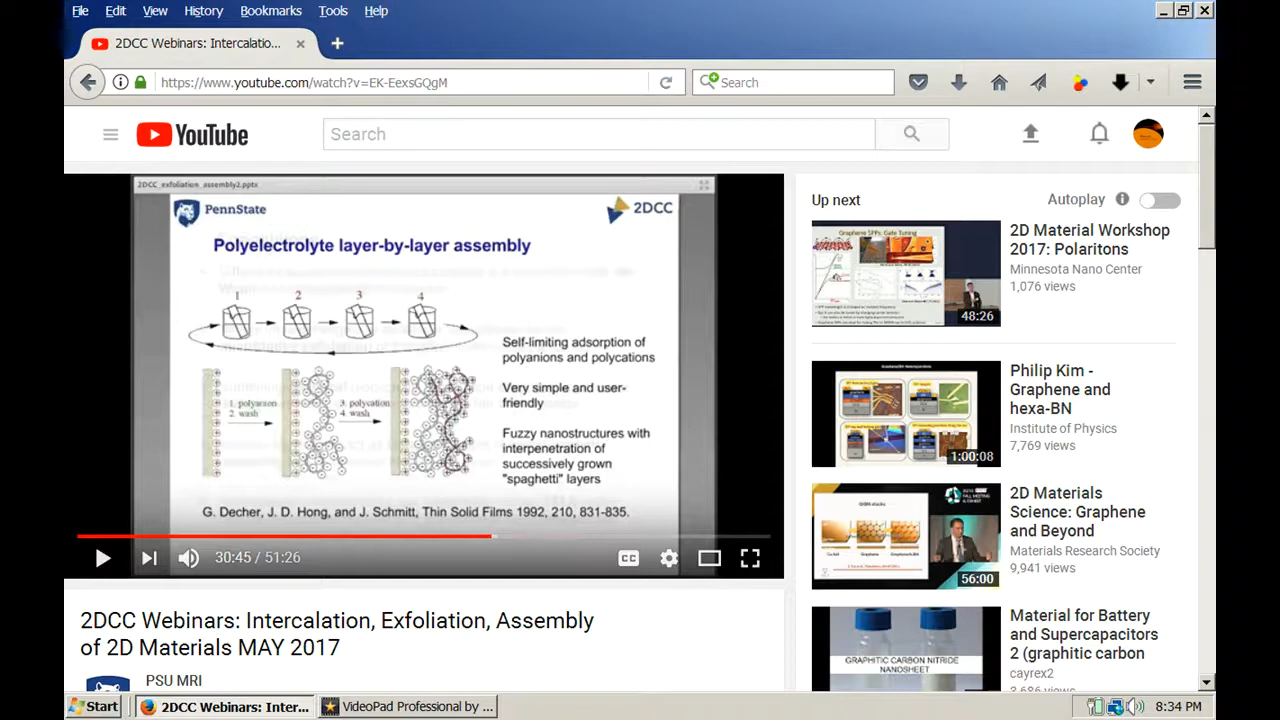 File Edit View History Bookmarks Tools Help
2DCC Webinars: Intercalatio...
https://www.youtube.com/watch?v=EK-EexsGQgM
Search
YouTube
Search
2DCC_exfoliation_assembly2.pptx
PennState
2DCC
Polyelectrolyte layer-by-layer assembly
1 2 3 4
Self-limiting adsorption of
polyanions and polycations
Very simple and user-
friendly
1. polyanion
2. wash
3. polycation
4. wash
Fuzzy nanostructures with
interpenetration of
successively grown
"spaghetti" layers
G. Decher, J. D. Hong, and J. Schmitt, Thin Solid Films 1992, 210, 831-835.
30:45 / 51:26
CC
2DCC Webinars: Intercalation, Exfoliation, Assembly
of 2D Materials MAY 2017
PSU MRI
Up next
Autoplay
Graphene SPPs: Gate Tuning
48:26
2D Material Workshop
2017: Polaritons
Minnesota Nano Center
1,076 views
1:00:08
Philip Kim -
Graphene and
hexa-BN
Institute of Physics
7,769 views
56:00
2D Materials
Science: Graphene
and Beyond
Materials Research Society
9,941 views
GRAPHITIC CARBON NITRIDE
NANOSHEET
Material for Battery
and Supercapacitors
2 (graphitic carbon
cayrex2
3,686 views
Start
2DCC Webinars: Inter...
VideoPad Professional by ...
8:34 PM